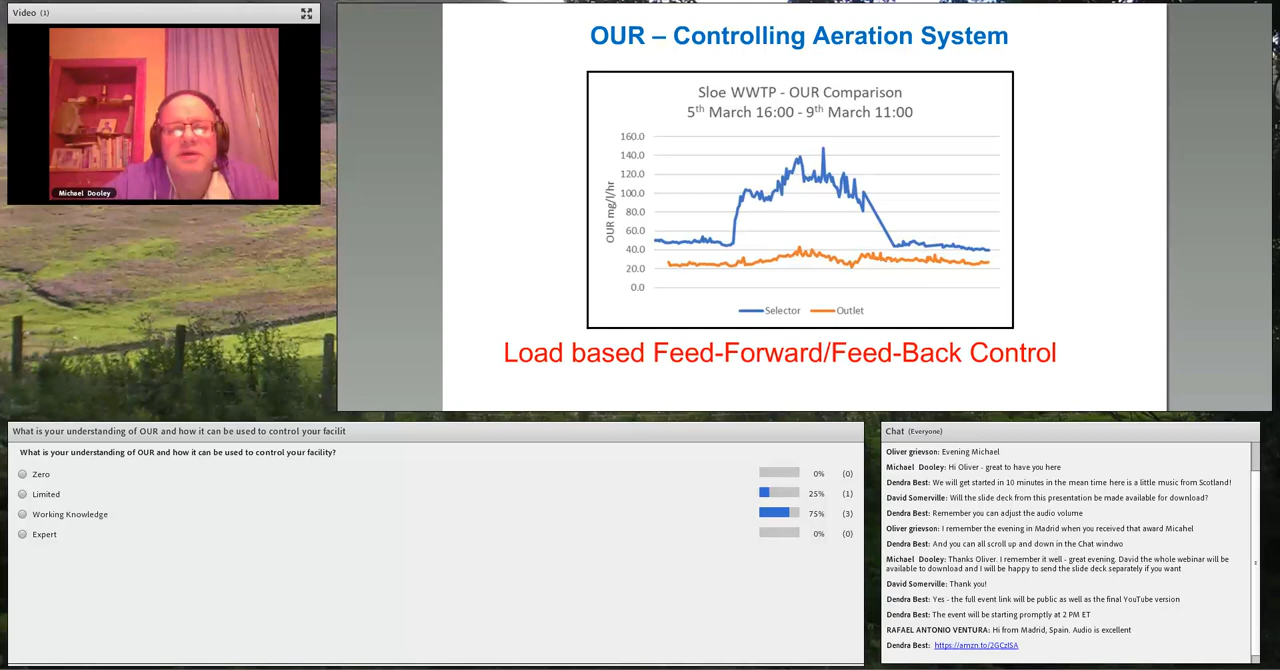 Video (1)
Michael Dooley
OUR – Controlling Aeration System
Sloe WWTP - OUR Comparison
5th March 16:00 - 9th March 11:00
160.0
140.0
120.0
100.0
80.0
60.0
40.0
20.0
0.0
OUR mg/l/hr
Selector
Outlet
Load based Feed-Forward/Feed-Back Control
What is your understanding of OUR and how it can be used to control your facilit
What is your understanding of OUR and how it can be used to control your facility?
Zero 0% (0)
Limited 25% (1)
Working Knowledge 75% (3)
Expert 0% (0)
Chat (Everyone)
Oliver grievson: Evening Michael
Michael Dooley: Hi Oliver - great to have you here
Dendra Best: We will get started in 10 minutes in the mean time here is a little music from Scotland!
David Somerville: Will the slide deck from this presentation be made available for download?
Dendra Best: Remember you can adjust the audio volume
Oliver grievson: I remember the evening in Madrid when you received that award Micahel
Dendra Best: And you can all scroll up and down in the Chat windwo
Michael Dooley: Thanks Oliver. I remember it well - great evening. David the whole webinar will be
available to download and I will be happy to send the slide deck separately if you want
David Somerville: Thank you!
Dendra Best: Yes - the full event link will be public as well as the final YouTube version
Dendra Best: The event will be starting promptly at 2 PM ET
RAFAEL ANTONIO VENTURA: Hi from Madrid, Spain. Audio is excellent
Dendra Best: